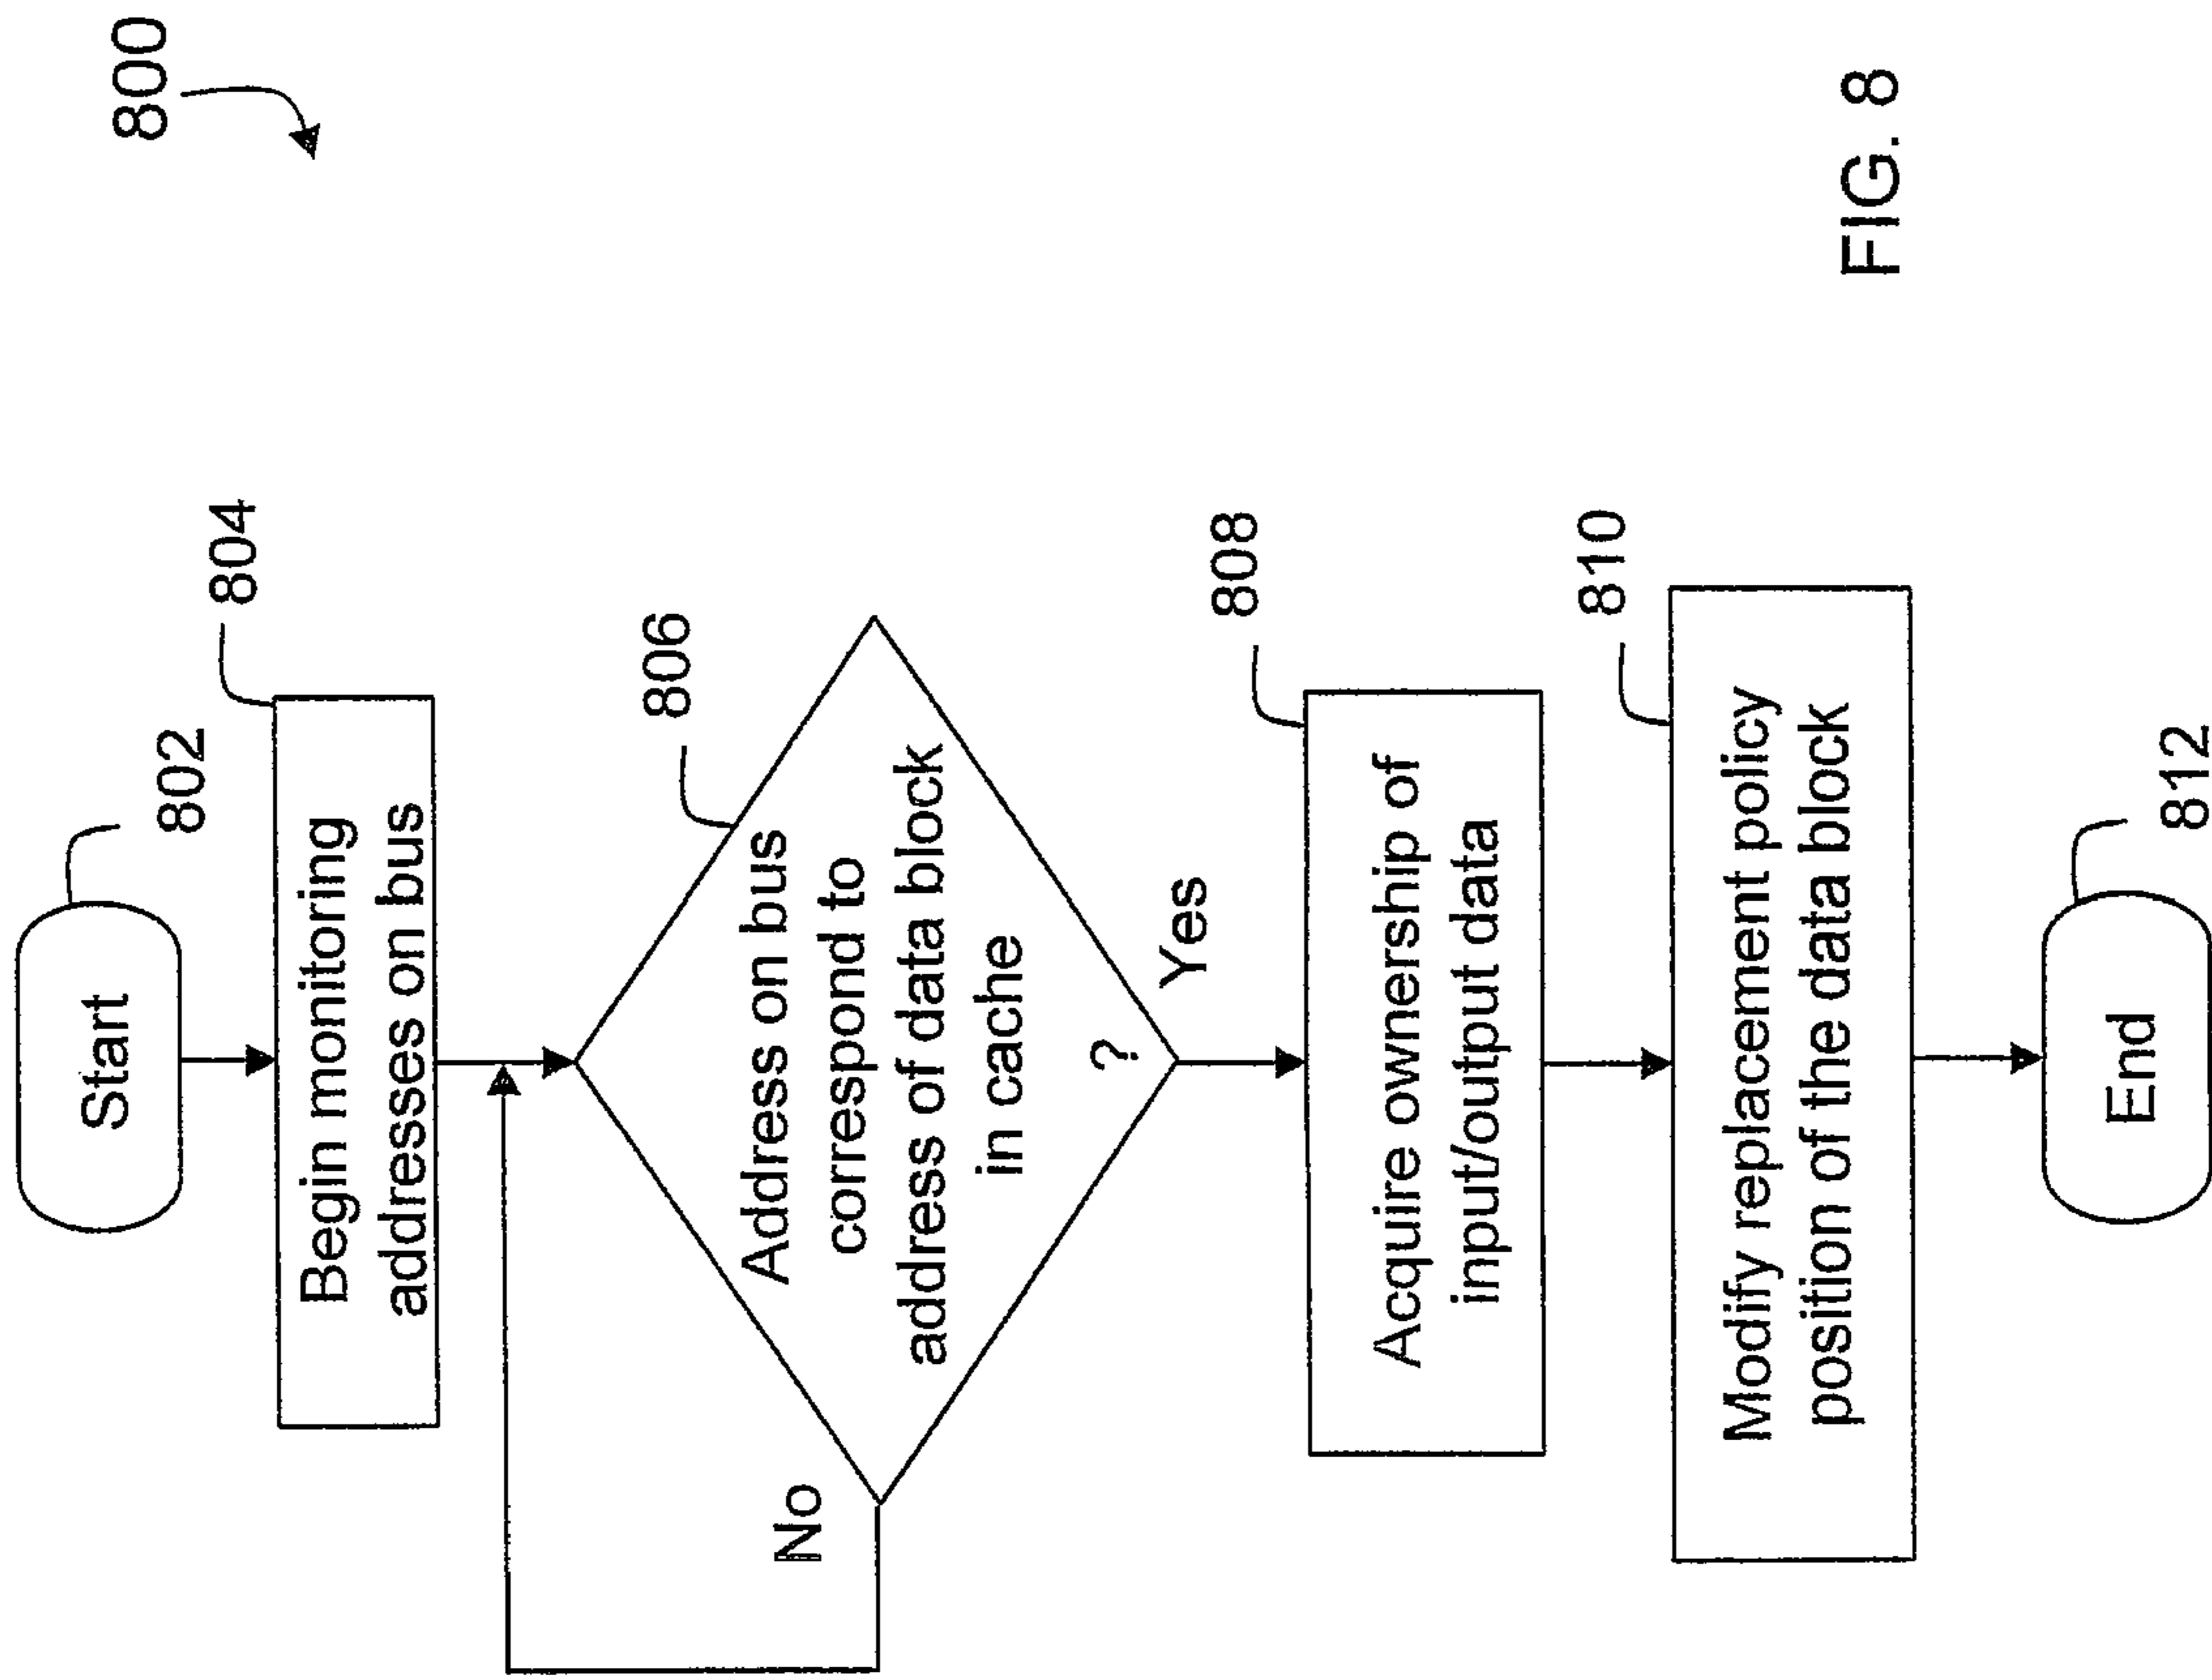 800
Start
802
Begin monitoring
addresses on bus
804
Address on bus
correspond to
address of data block
in cache
?
806
No
Yes
Acquire ownership of
input/output data
808
Modify replacement policy
position of the data block
810
End
812
FIG. 8